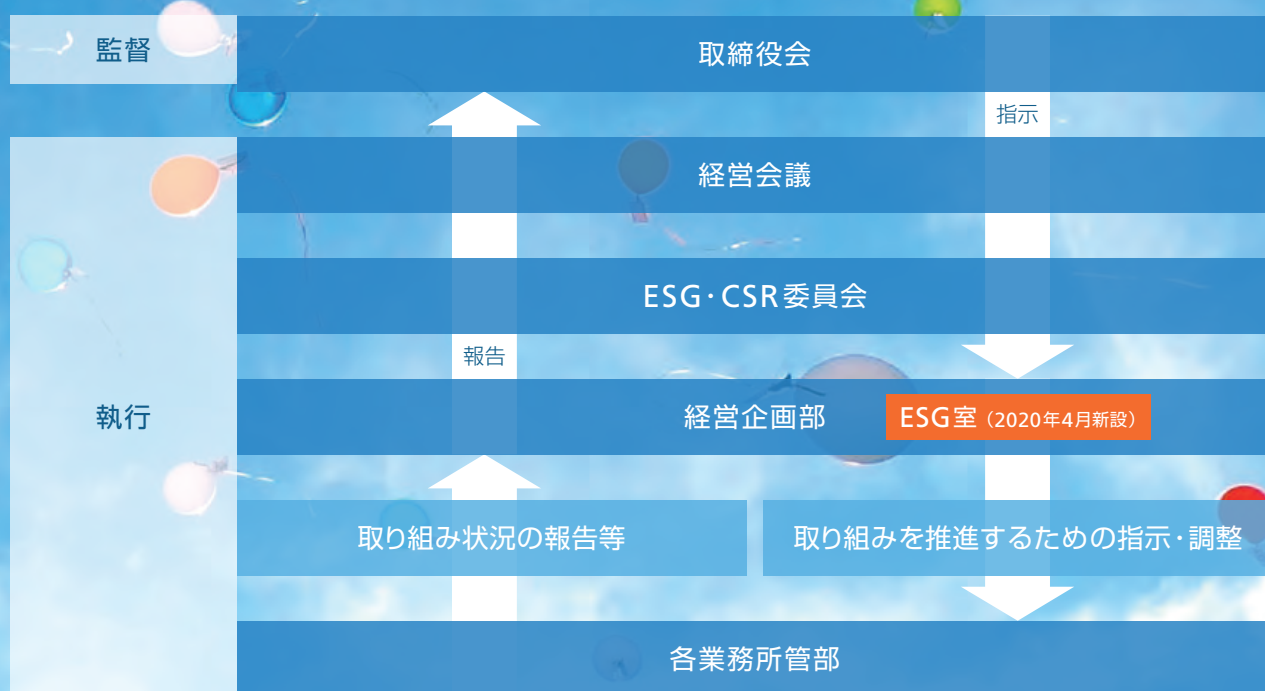 監督
取締役会
指示
経営会議
ESG·CSR委員会
報告
執行
経営企画部
ESG室（2020年4月新設）
取り組み状況の報告等
取り組みを推進するための指示·調整
各業務所管部